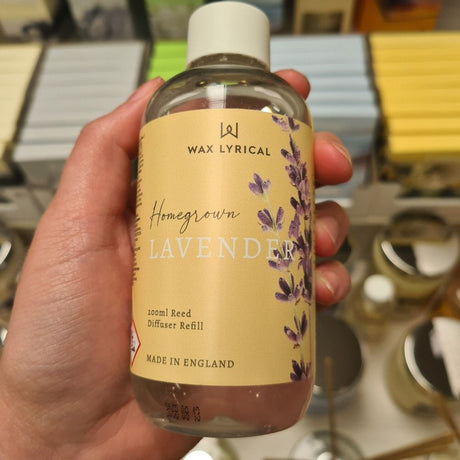 WAX LYRICAL
Homegrown
LAVENDER
200ml Reed
Diffuser Refill
MADE IN ENGLAND